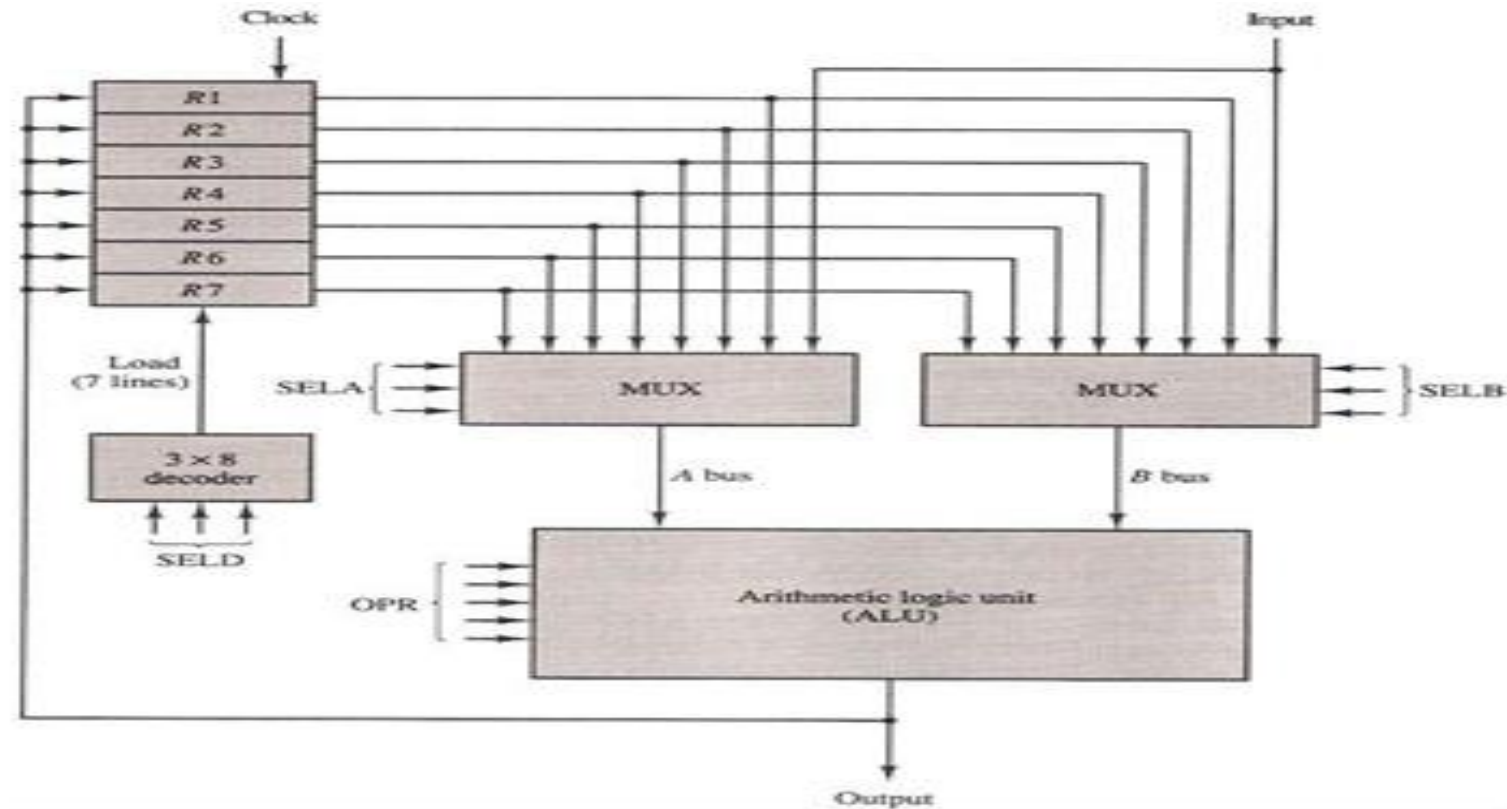 Clock
Input
R1
R2
R3
R4
R5
R6
R7
Load
(7 lines)
SELA
MUX
MUX
SELB
3 × 8
decoder
A bus
B bus
SELD
OPR
Arithmetic logic unit
(ALU)
Output